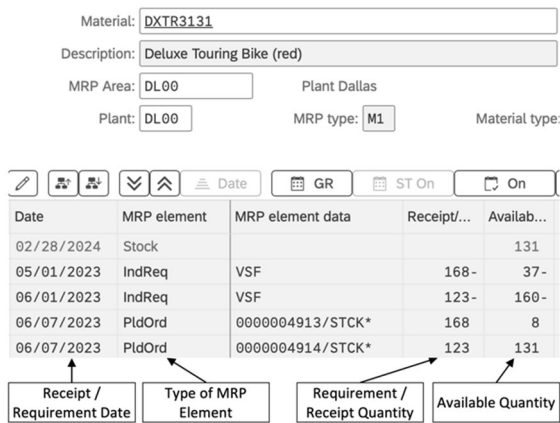 Material: DXTR3131
Description: Deluxe Touring Bike (red)
MRP Area: DL00 Plant Dallas
Plant: DL00 MRP type: M1 Material type:
Date GR ST On On
Date MRP element MRP element data Receipt/... Availab...
02/28/2024 Stock 131
05/01/2023 IndReq VSF 168- 37-
06/01/2023 IndReq VSF 123- 160-
06/07/2023 PldOrd 0000004913/STCK* 168 8
06/07/2023 PldOrd 0000004914/STCK* 123 131
Receipt / Requirement Date
Type of MRP Element
Requirement / Receipt Quantity
Available Quantity